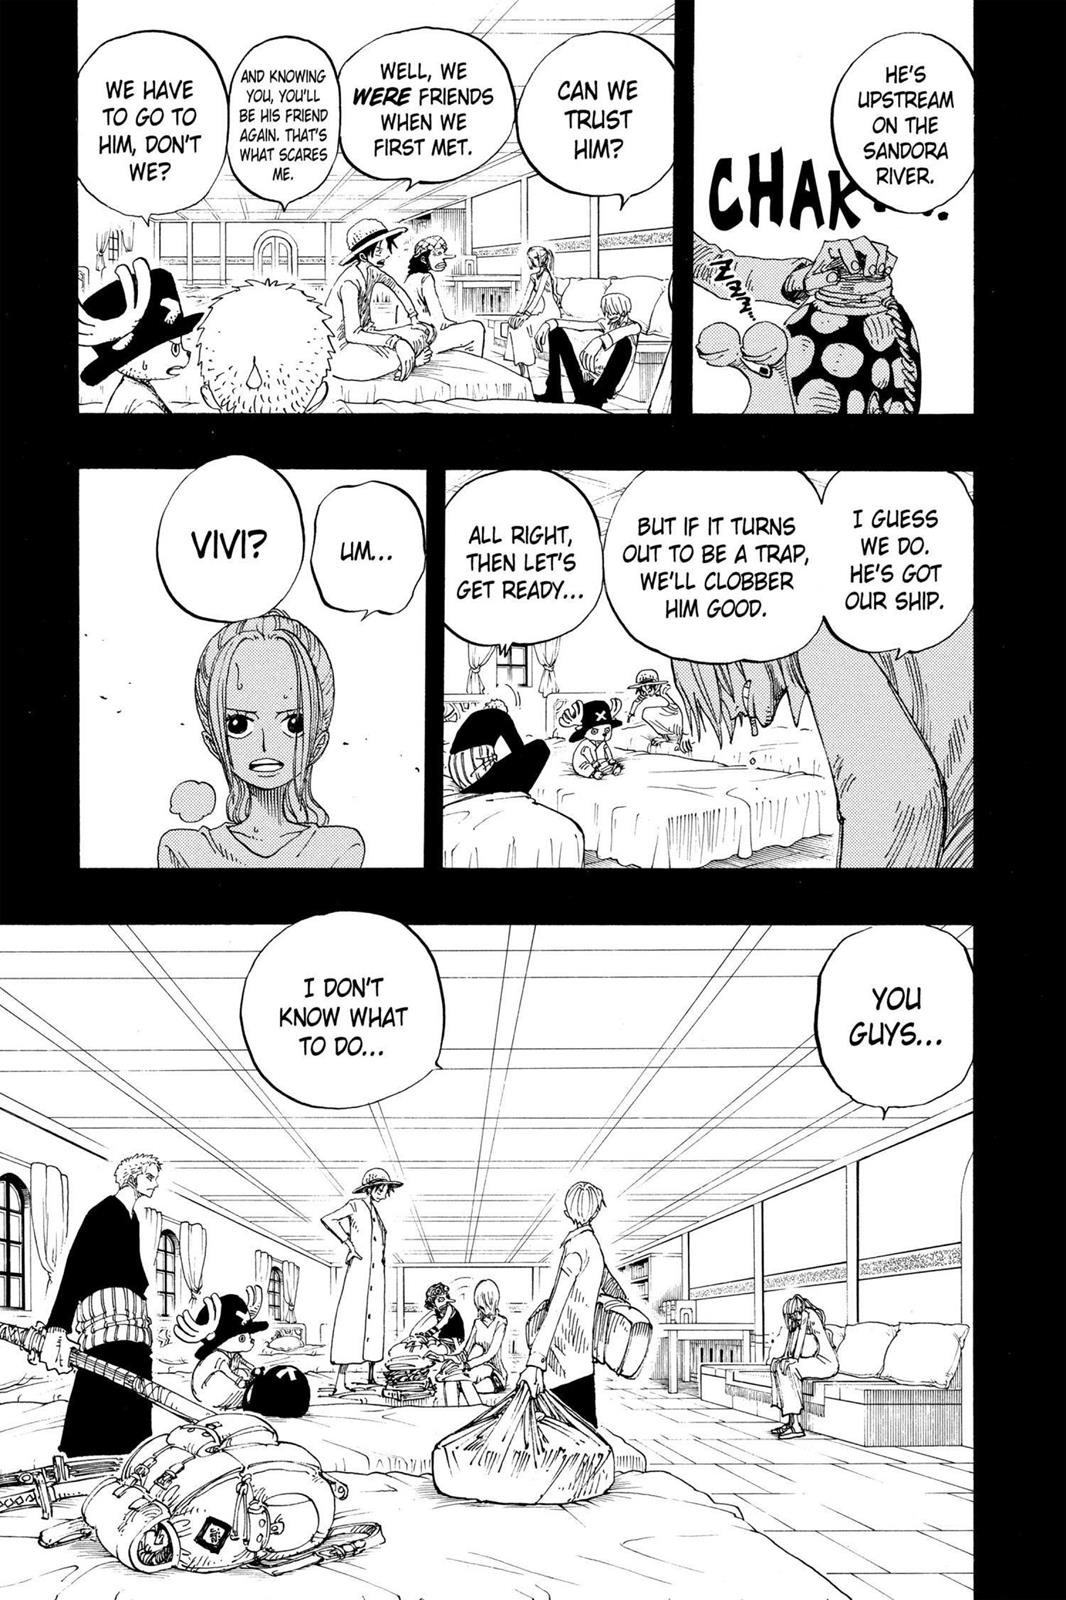 HE'S
UPSTREAM
ON THE
SANDORA
RIVER.
CHAK...
CAN WE
TRUST
HIM?
WELL, WE
WERE FRIENDS
WHEN WE
FIRST MET.
AND KNOWING
YOU, YOU'LL
BE HIS FRIEND
AGAIN. THAT'S
WHAT SCARES
ME.
WE HAVE
TO GO TO
HIM, DON'T
WE?
I GUESS
WE DO.
HE'S GOT
OUR SHIP.
BUT IF IT TURNS
OUT TO BE A TRAP,
WE'LL CLOBBER
HIM GOOD.
ALL RIGHT,
THEN LET'S
GET READY...
UM...
VIVI?
YOU
GUYS...
I DON'T
KNOW WHAT
TO DO...